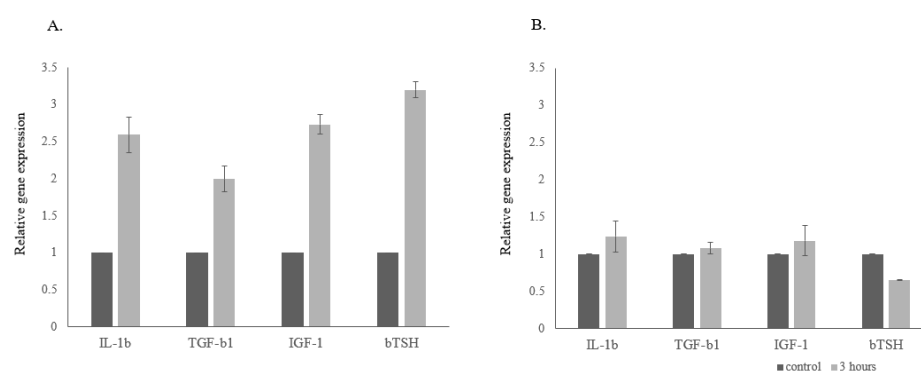 A.
Relative gene expression
3.5
3
2.5
2
1.5
1
0.5
0
IL-1b TGF-b1 IGF-1 bTSH
B.
Relative gene expression
3.5
3
2.5
2
1.5
1
0.5
0
IL-1b TGF-b1 IGF-1 bTSH
control 3 hours